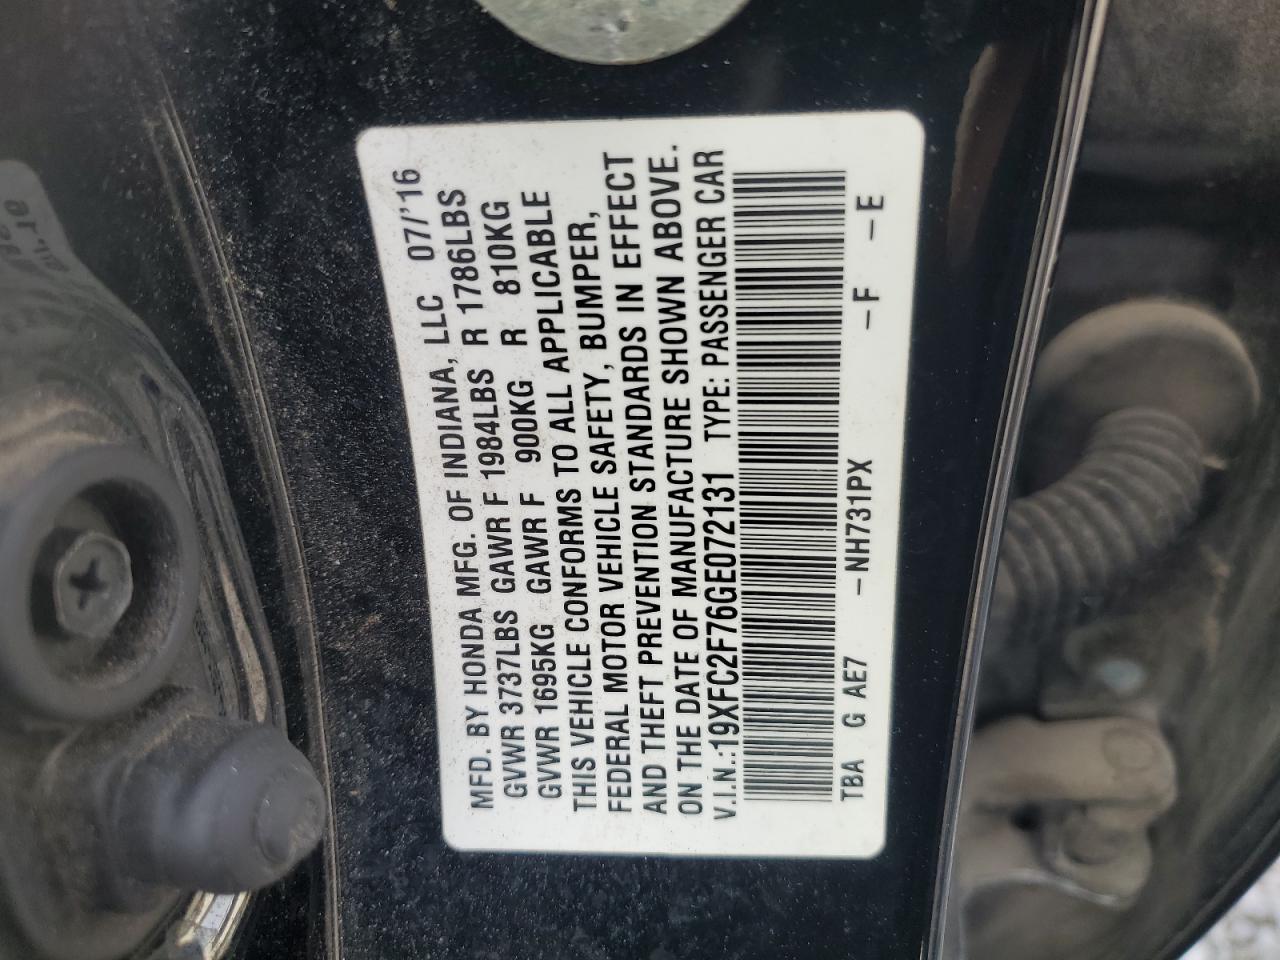 MFD. BY HONDA MFG. OF INDIANA, LLC 07/'16
GVWR 3737LBS GAWR F 1984LBS R 1786LBS
GVWR 1695KG GAWR F 900KG R 810KG
THIS VEHICLE CONFORMS TO ALL APPLICABLE
FEDERAL MOTOR VEHICLE SAFETY, BUMPER,
AND THEFT PREVENTION STANDARDS IN EFFECT
ON THE DATE OF MANUFACTURE SHOWN ABOVE.
V.I.N.:19XFC2F76GE072131 TYPE: PASSENGER CAR
TBA G AE7 -NH731PX -F -E